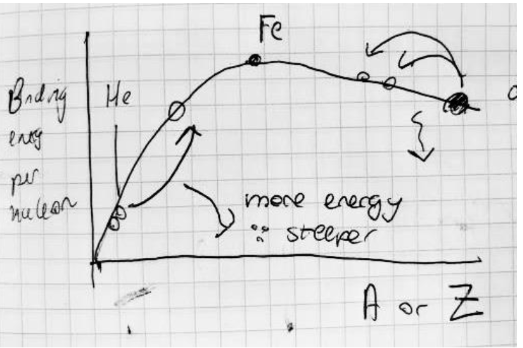 Fe
Binding
energy
per
nucleon
He
more energy
∵ steeper
A or Z